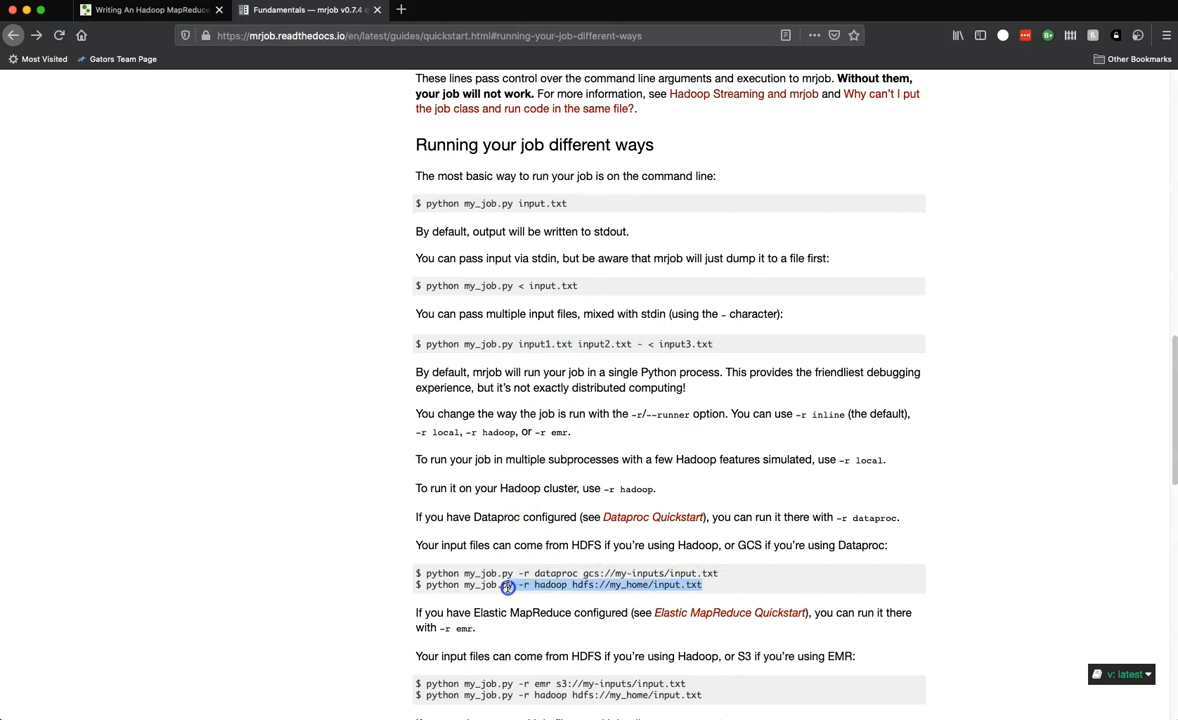 Writing An Hadoop MapReduce
Fundamentals — mrjob v0.7.4 d
https://mrjob.readthedocs.io/en/latest/guides/quickstart.html#running-your-job-different-ways
Most Visited
Gators Team Page
Other Bookmarks
These lines pass control over the command line arguments and execution to mrjob. Without them,
your job will not work. For more information, see Hadoop Streaming and mrjob and Why can't I put
the job class and run code in the same file?.
Running your job different ways
The most basic way to run your job is on the command line:
$ python my_job.py input.txt
By default, output will be written to stdout.
You can pass input via stdin, but be aware that mrjob will just dump it to a file first:
$ python my_job.py < input.txt
You can pass multiple input files, mixed with stdin (using the - character):
$ python my_job.py input1.txt input2.txt - < input3.txt
By default, mrjob will run your job in a single Python process. This provides the friendliest debugging
experience, but it's not exactly distributed computing!
You change the way the job is run with the -r/--runner option. You can use -r inline (the default),
-r local, -r hadoop, or -r emr.
To run your job in multiple subprocesses with a few Hadoop features simulated, use -r local.
To run it on your Hadoop cluster, use -r hadoop.
If you have Dataproc configured (see Dataproc Quickstart), you can run it there with -r dataproc.
Your input files can come from HDFS if you're using Hadoop, or GCS if you're using Dataproc:
$ python my_job.py -r dataproc gcs://my-inputs/input.txt
$ python my_job.py -r hadoop hdfs://my_home/input.txt
If you have Elastic MapReduce configured (see Elastic MapReduce Quickstart), you can run it there
with -r emr.
Your input files can come from HDFS if you're using Hadoop, or S3 if you're using EMR:
$ python my_job.py -r emr s3://my-inputs/input.txt
$ python my_job.py -r hadoop hdfs://my_home/input.txt
v: latest